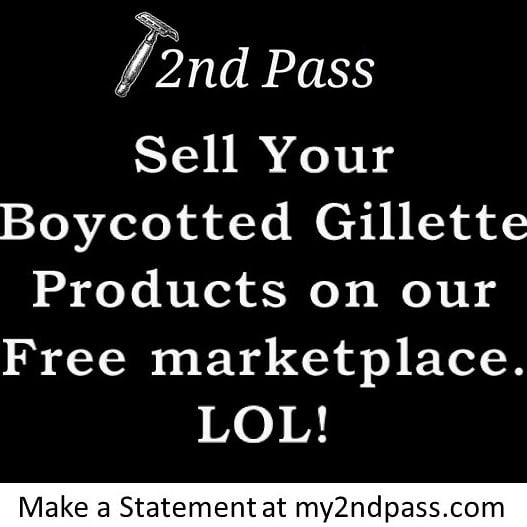 2nd Pass
Sell Your
Boycotted Gillette
Products on our
Free marketplace.
LOL!
Make a Statement at my2ndpass.com